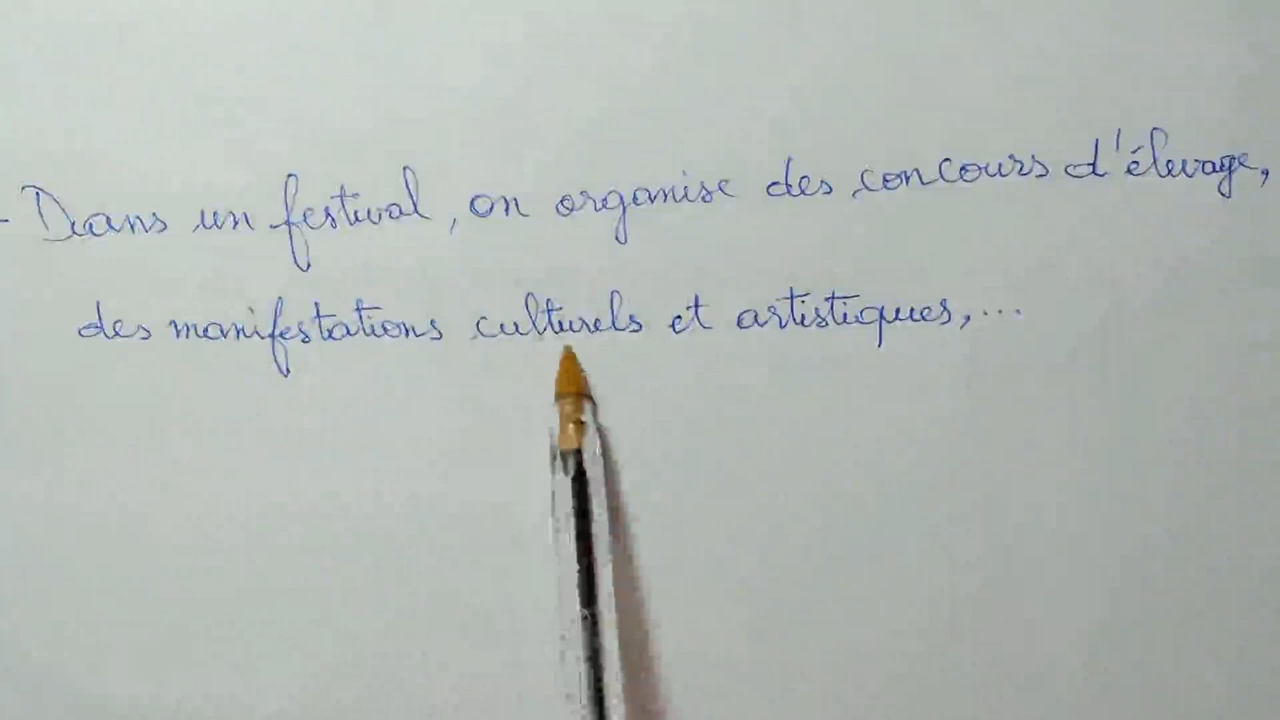 - Dans un festival, on organise des concours d'élevage,
des manifestations culturels et artistiques,...